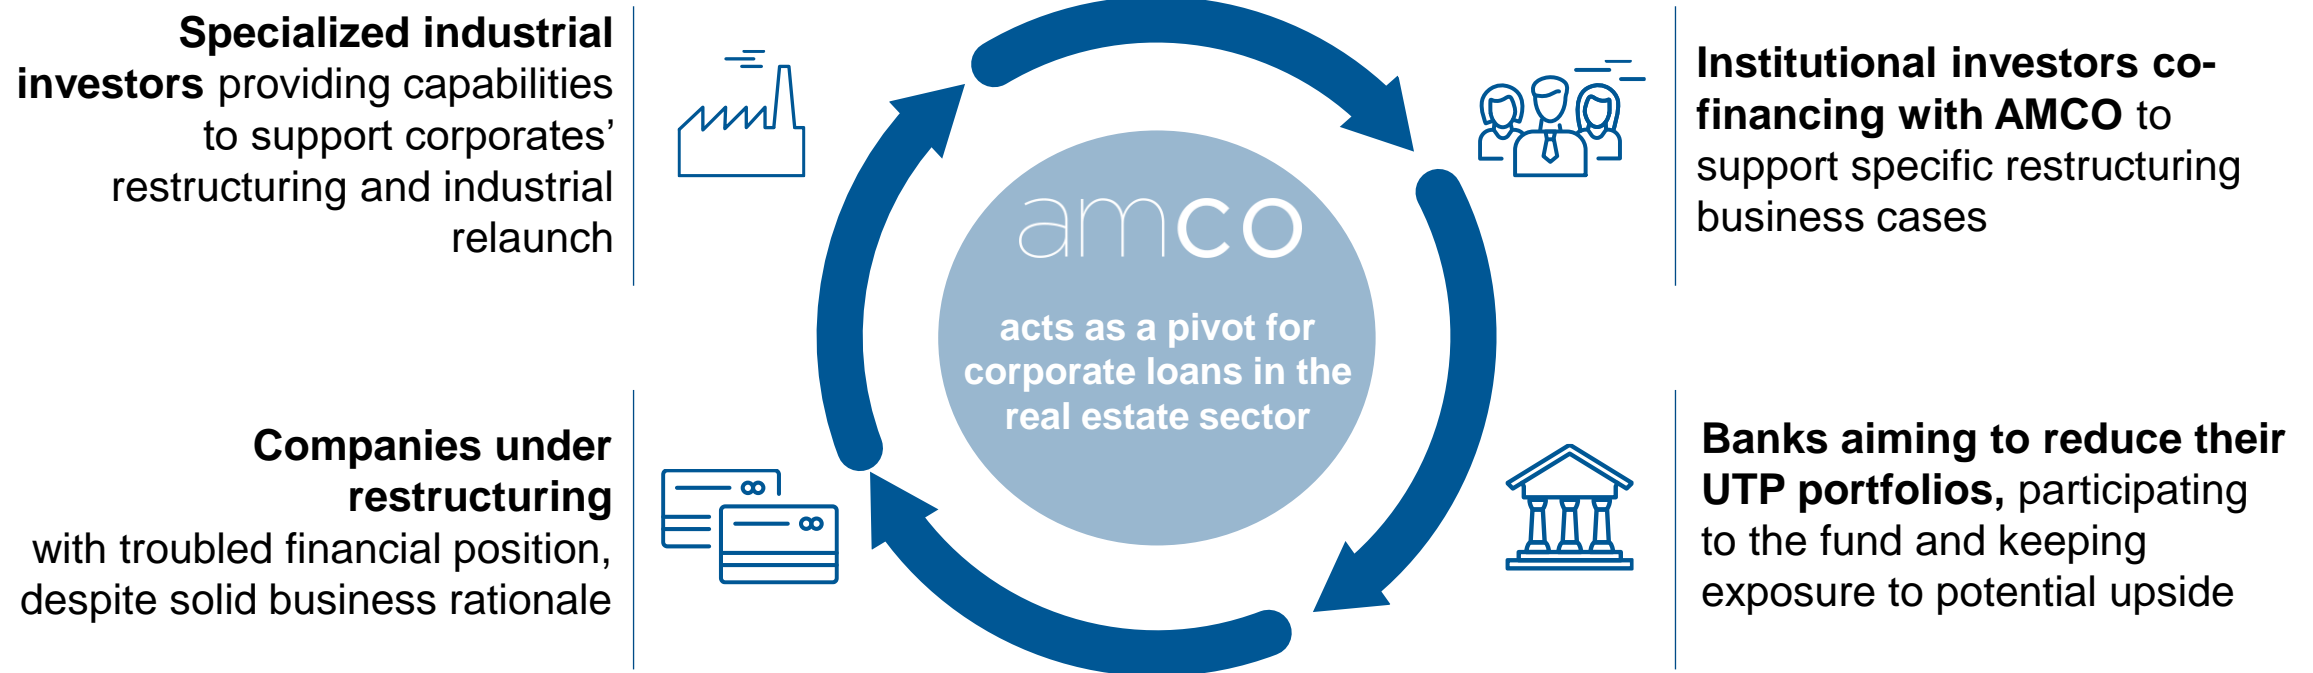 Specialized industrial
investors providing capabilities
to support corporates’
restructuring and industrial
relaunch
Institutional investors co-
financing with AMCO to
support specific restructuring
business cases
amco
acts as a pivot for
corporate loans in the
real estate sector
Companies under
restructuring
with troubled financial position,
despite solid business rationale
Banks aiming to reduce their
UTP portfolios, participating
to the fund and keeping
exposure to potential upside